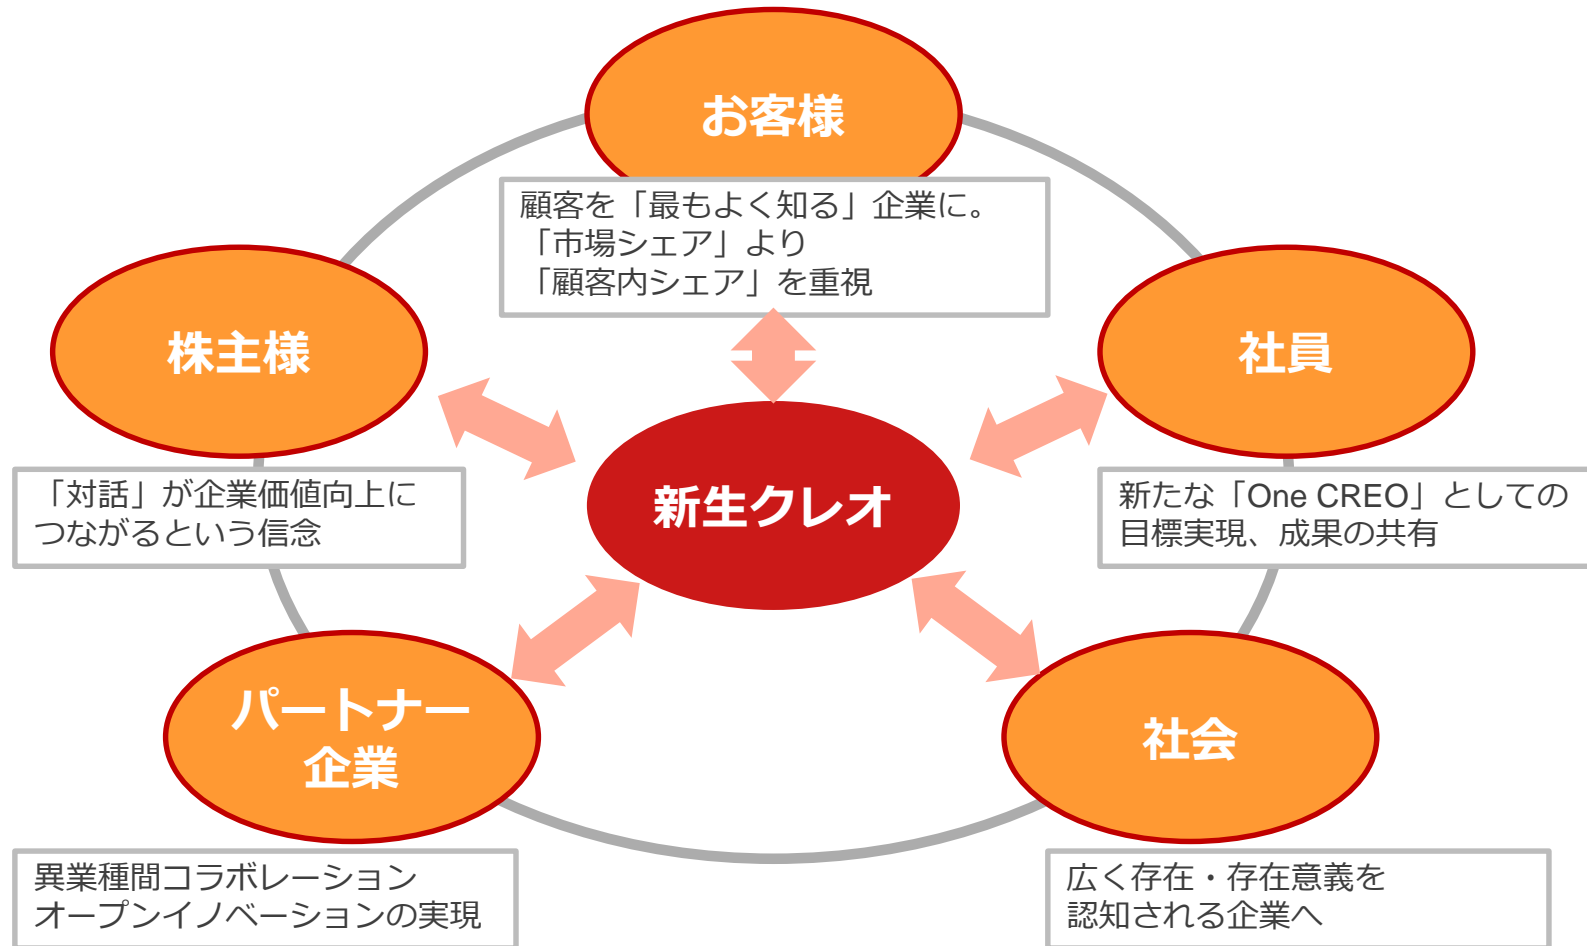 お客様
顧客を「最もよく知る」企業に。
「市場シェア」より
「顧客内シェア」を重視
株主様
「対話」が企業価値向上に
つながるという信念
社員
新たな「One CREO」としての
目標実現、成果の共有
新生クレオ
パートナー
企業
異業種間コラボレーション
オープンイノベーションの実現
社会
広く存在・存在意義を
認知される企業へ